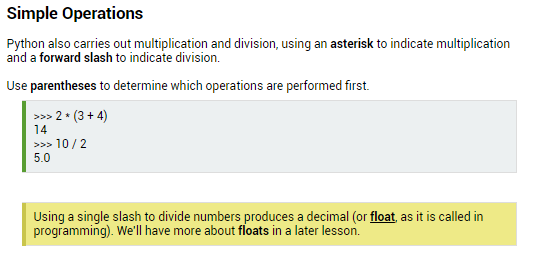 Simple Operations
Python also carries out multiplication and division, using an asterisk to indicate multiplication
and a forward slash to indicate division.
Use parentheses to determine which operations are performed first.
>>> 2 * (3 + 4)
14
>>> 10 / 2
5.0
Using a single slash to divide numbers produces a decimal (or float, as it is called in
programming). We'll have more about floats in a later lesson.